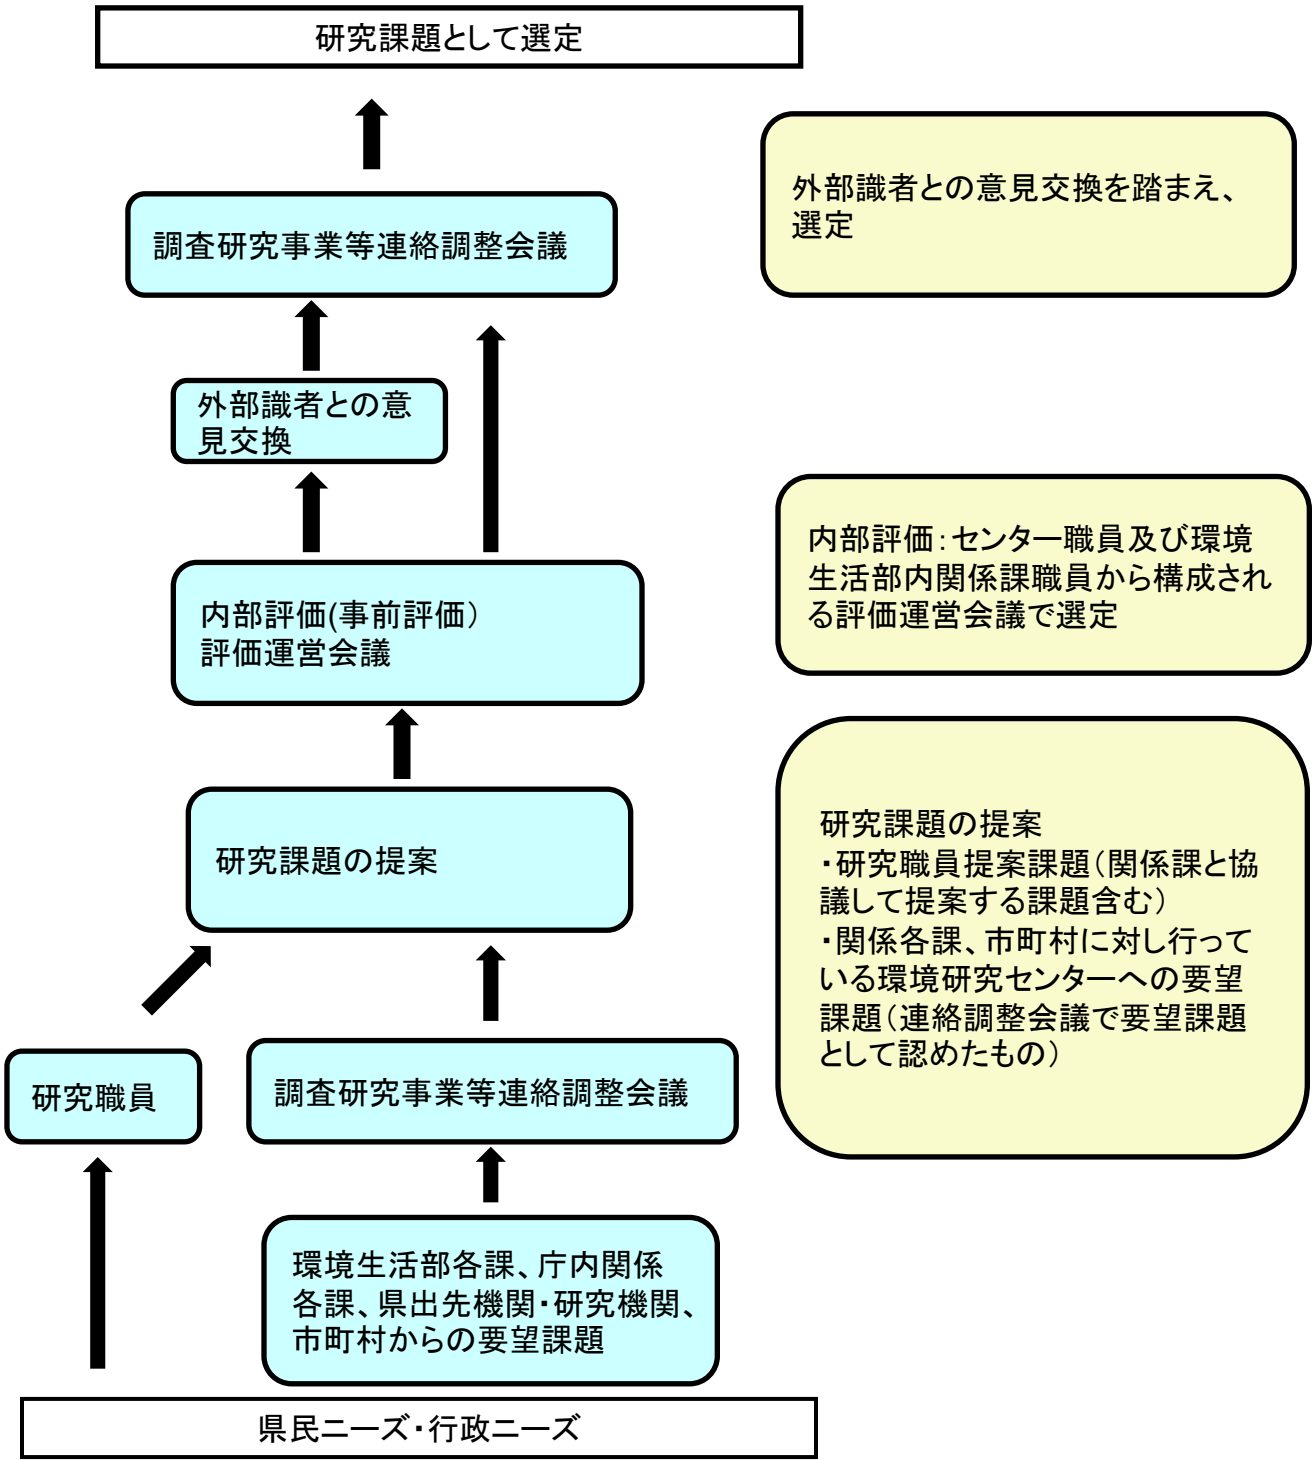 研究課題として選定
外部識者との意見交換を踏まえ、
選定
調査研究事業等連絡調整会議
外部識者との意
見交換
内部評価：センター職員及び環境
生活部内関係課職員から構成され
る評価運営会議で選定
内部評価(事前評価）
評価運営会議
研究課題の提案
研究課題の提案
・研究職員提案課題（関係課と協
議して提案する課題含む）
・関係各課、市町村に対し行って
いる環境研究センターへの要望
課題（連絡調整会議で要望課題
として認めたもの）
研究職員
調査研究事業等連絡調整会議
環境生活部各課、庁内関係
各課、県出先機関・研究機関、
市町村からの要望課題
県民ニーズ・行政ニーズ